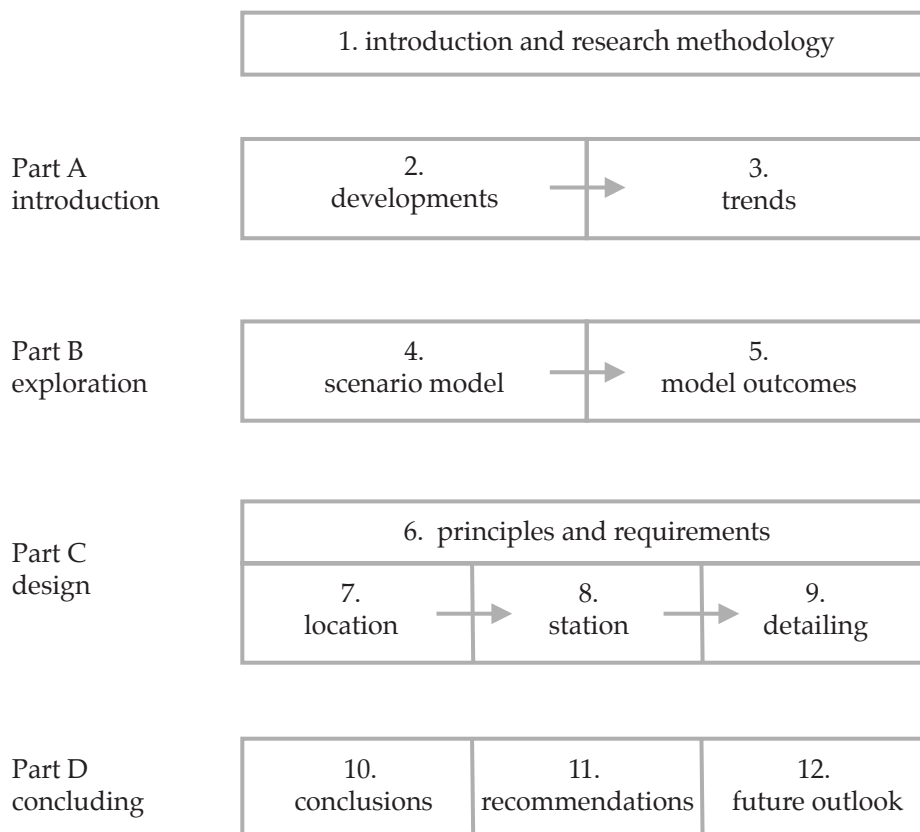 1. introduction and research methodology
Part A
introduction
2.
developments
3.
trends
Part B
exploration
4.
scenario model
5.
model outcomes
Part C
design
6. principles and requirements
7.
location
8.
station
9.
detailing
Part D
concluding
10.
conclusions
11.
recommendations
12.
future outlook